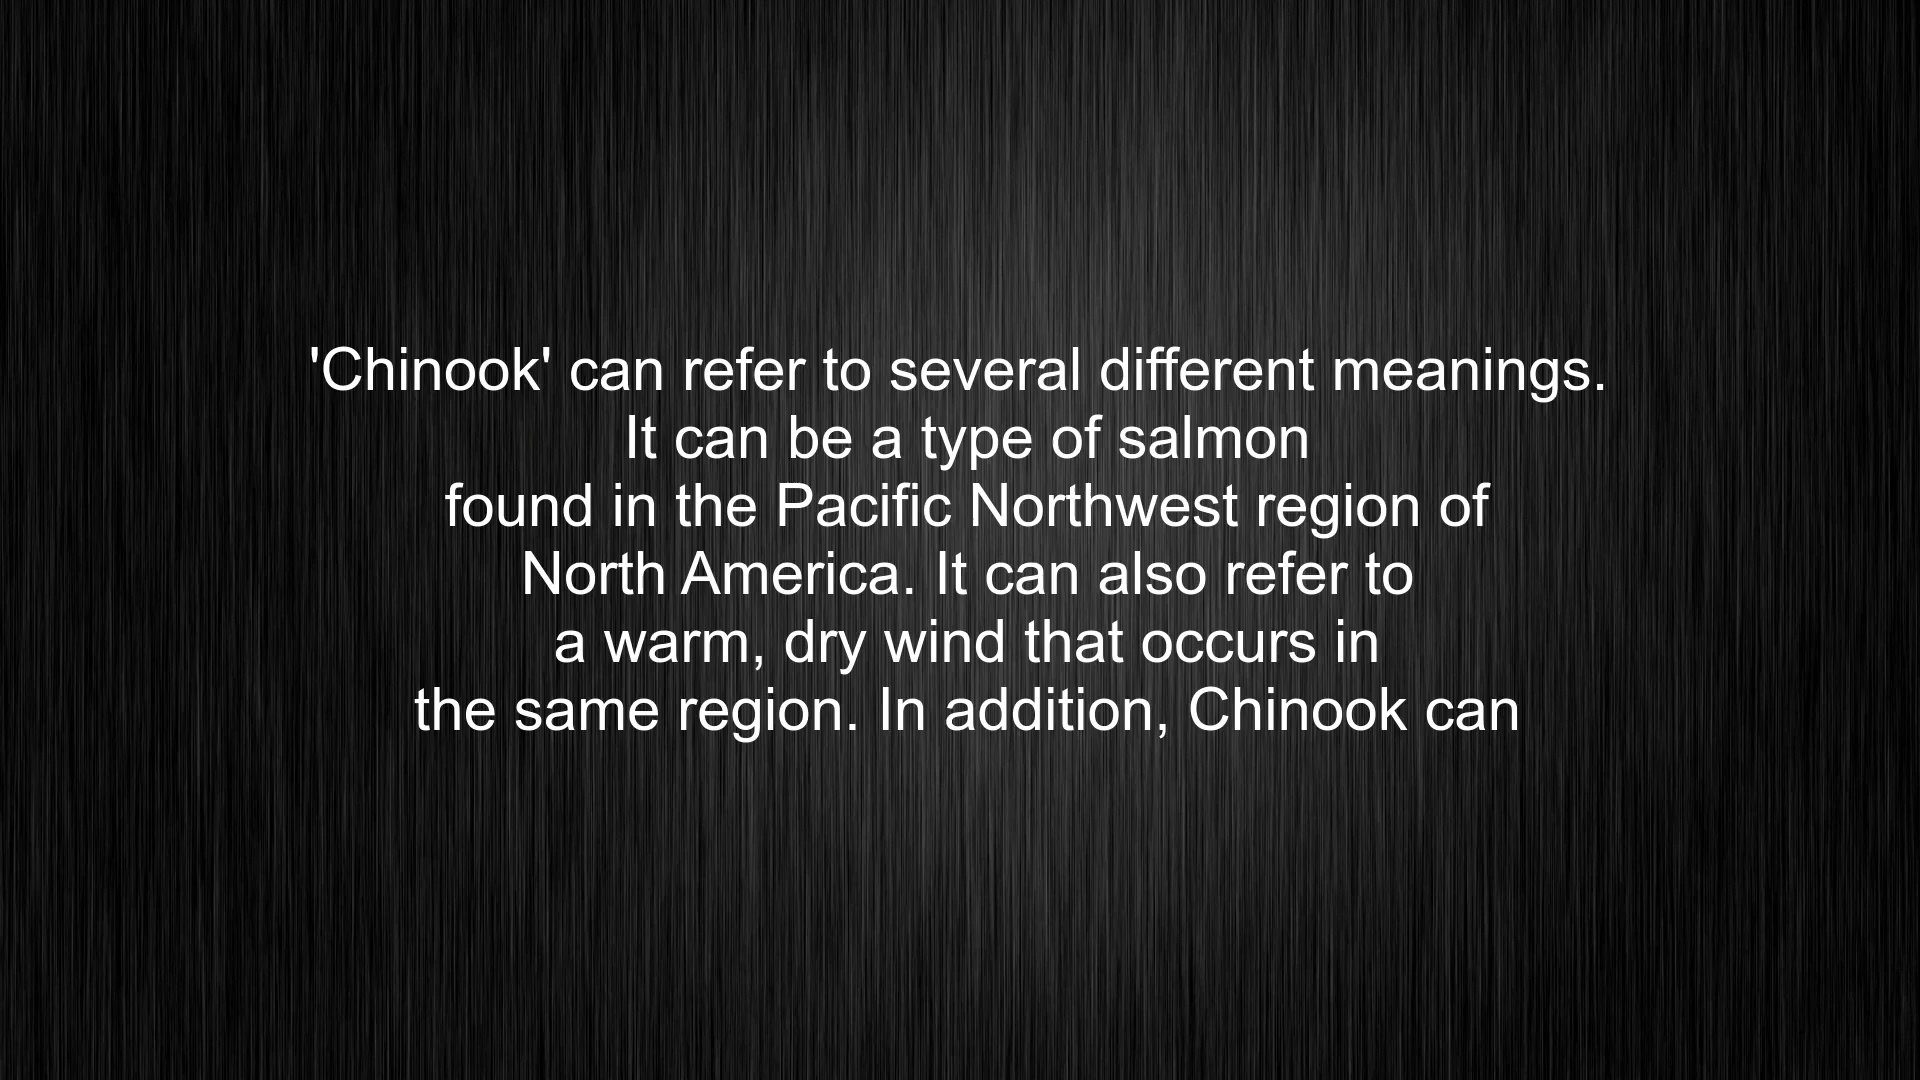 'Chinook' can refer to several different meanings.
It can be a type of salmon
found in the Pacific Northwest region of
North America. It can also refer to
a warm, dry wind that occurs in
the same region. In addition, Chinook can